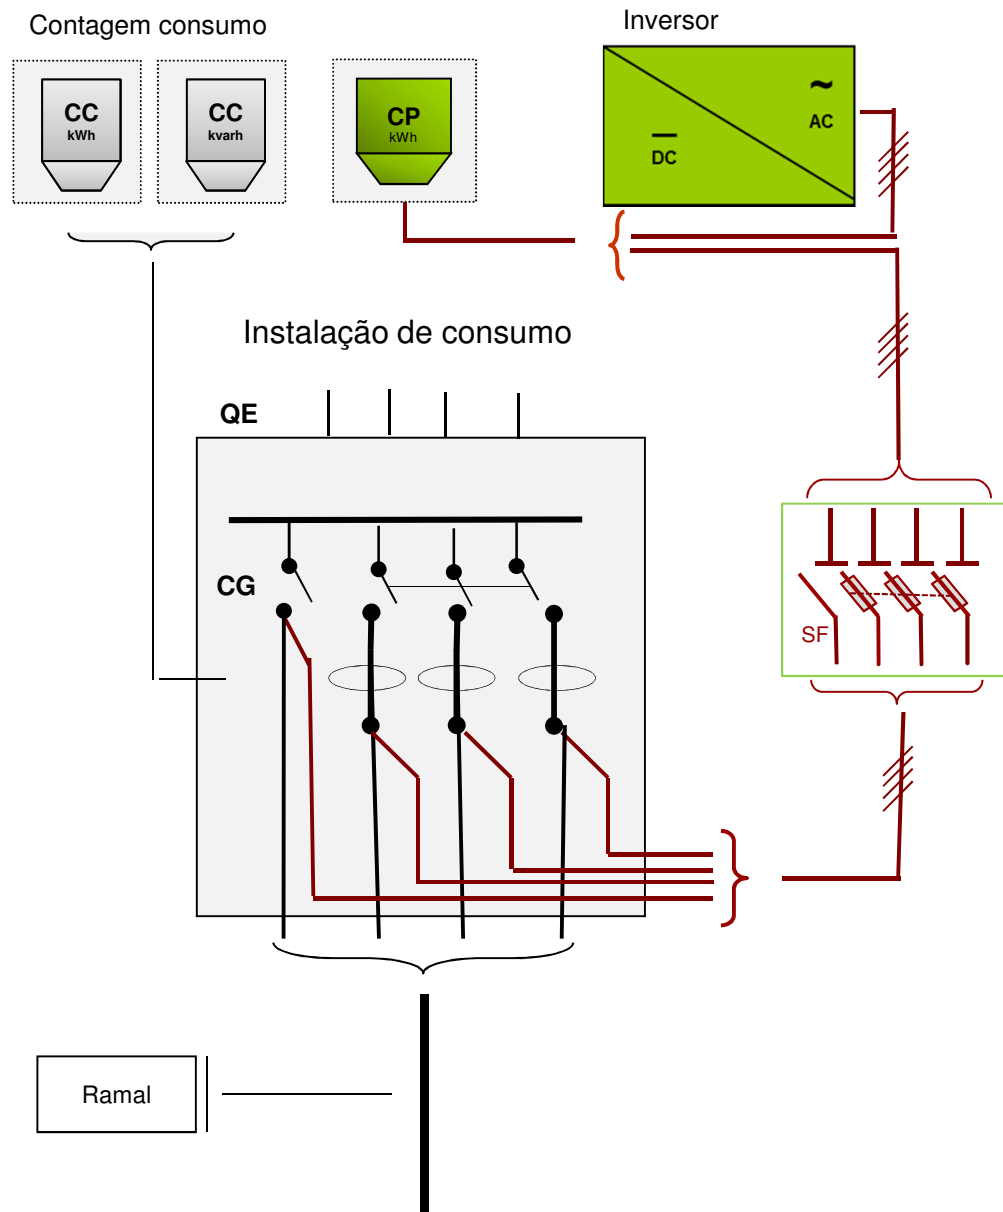 Contagem consumo
Inversor
CC
kWh
CC
kvarh
CP
kWh
~
AC
DC
Instalação de consumo
QE
CG
SF
Ramal